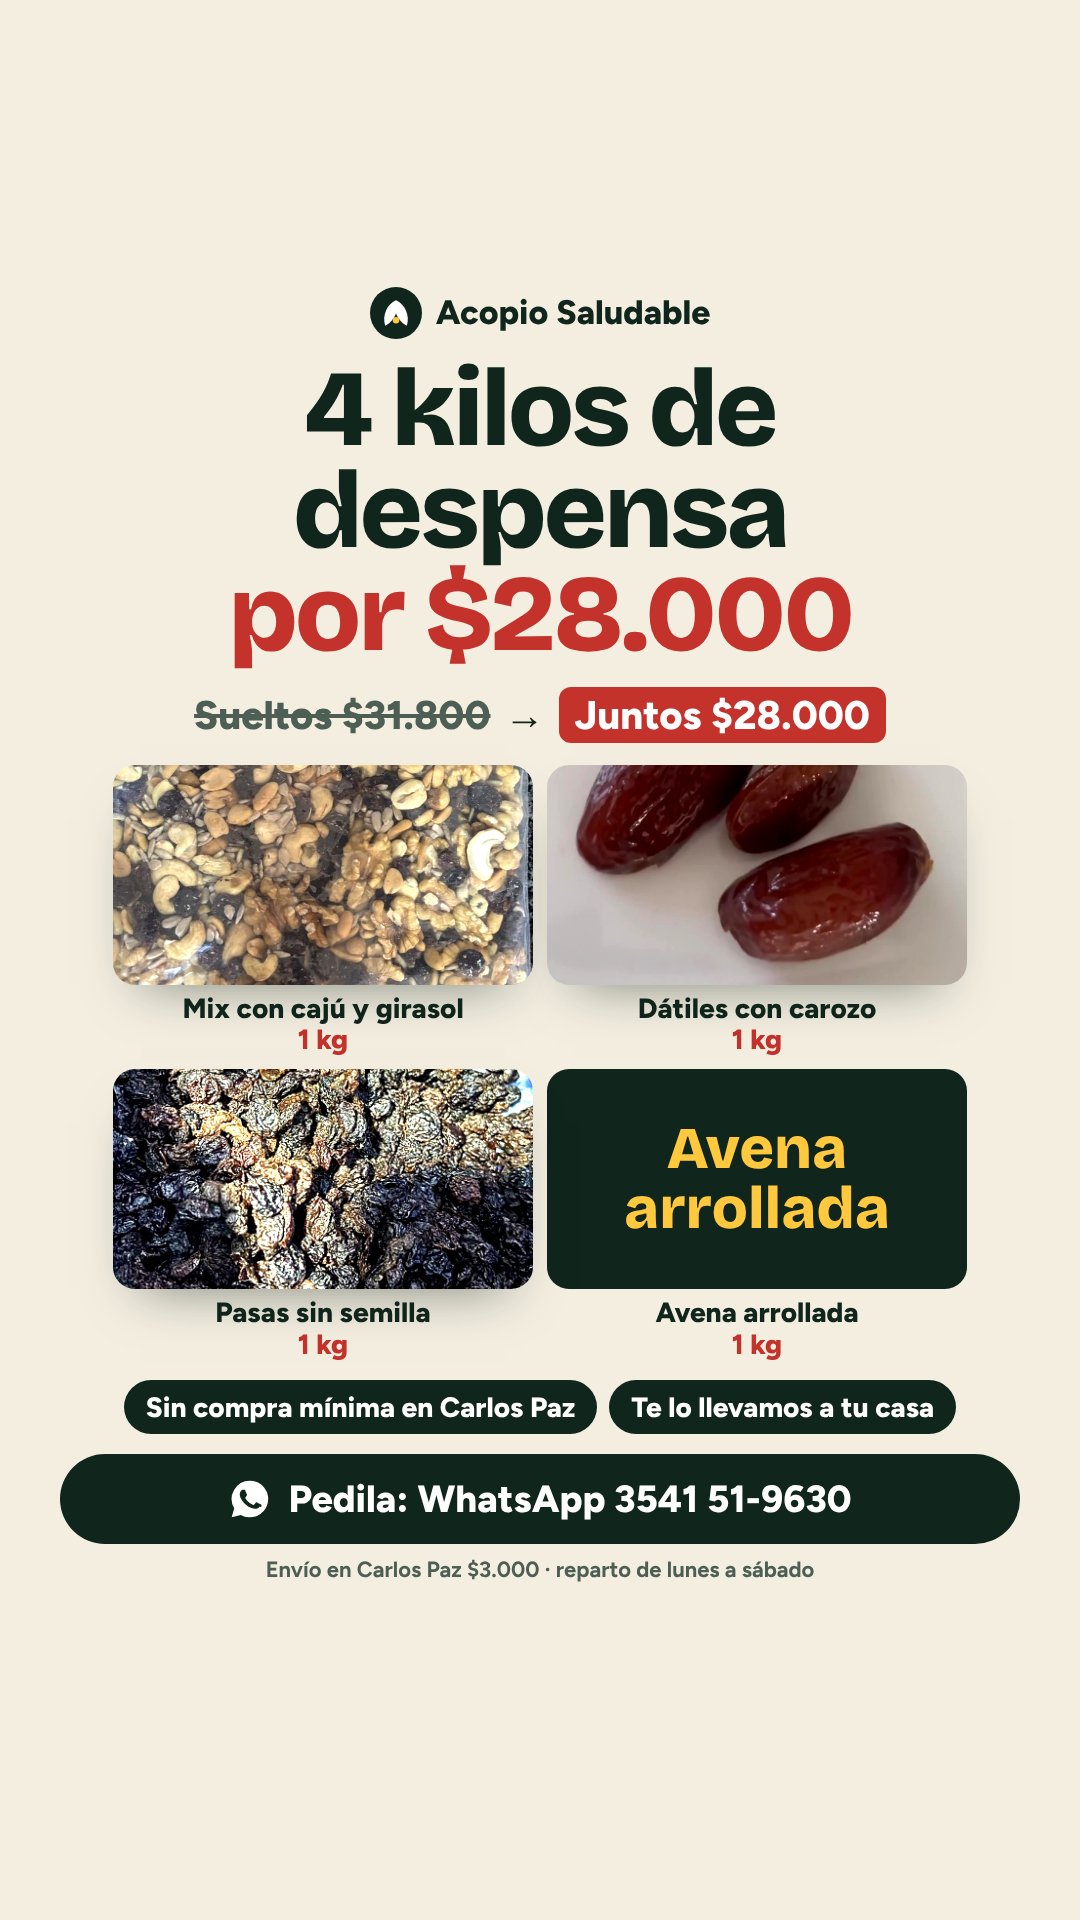 Acopio Saludable
4 kilos de
despensa
por $28.000
Sueltos $31.800 → Juntos $28.000
Mix con cajú y girasol
1 kg
Dátiles con carozo
1 kg
Avena
arrollada
Pasas sin semilla
1 kg
Avena arrollada
1 kg
Sin compra mínima en Carlos Paz
Te lo llevamos a tu casa
Pedila: WhatsApp 3541 51-9630
Envío en Carlos Paz $3.000 · reparto de lunes a sábado